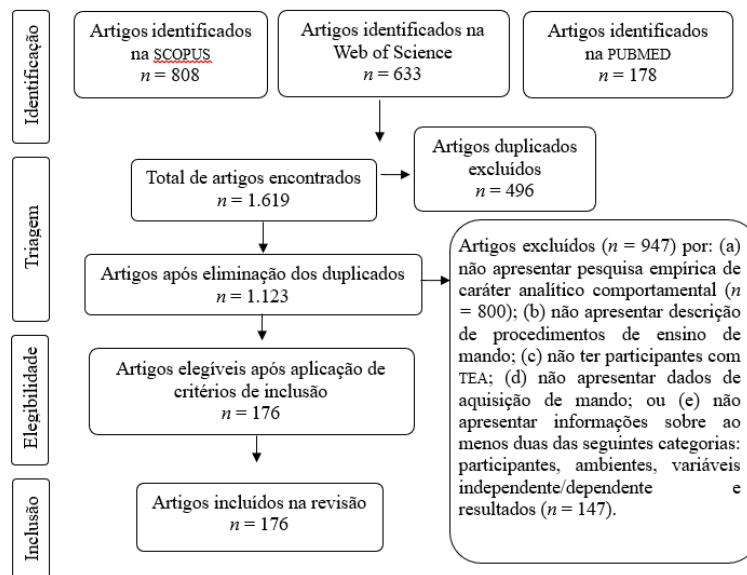 Identificação
Artigos identificados
na SCOPUS
n = 808
Artigos identificados na
Web of Science
n = 633
Artigos identificados
na PUBMED
n = 178
Triagem
Total de artigos encontrados
n = 1.619
Artigos duplicados
excluídos
n = 496
Artigos após eliminação dos duplicados
n = 1.123
Artigos excluídos (n = 947) por: (a)
não apresentar pesquisa empírica de
caráter analítico comportamental (n
= 800); (b) não apresentar descrição
de procedimentos de ensino de
mando; (c) não ter participantes com
TEA; (d) não apresentar dados de
aquisição de mando; ou (e) não
apresentar informações sobre ao
menos duas das seguintes categorias:
participantes, ambientes, variáveis
independente/dependente e
resultados (n = 147).
Elegibilidade
Artigos elegíveis após aplicação de
critérios de inclusão
n = 176
Inclusão
Artigos incluídos na revisão
n = 176